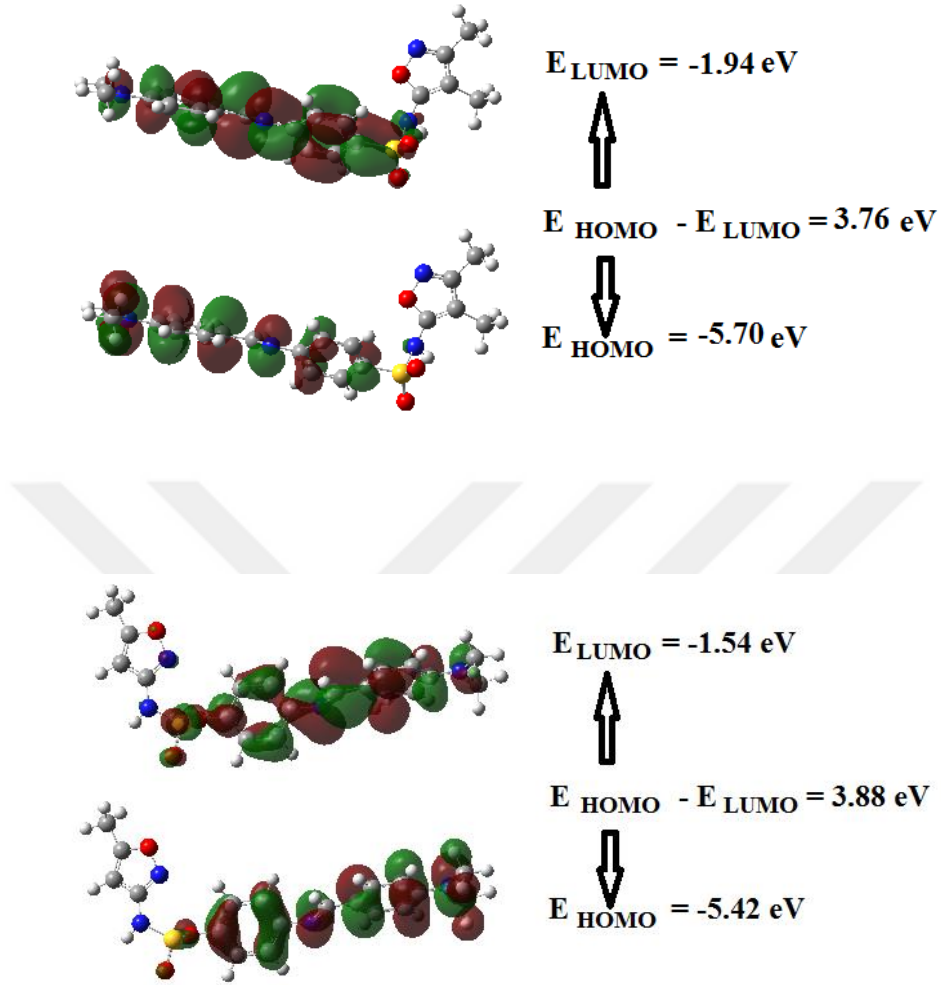 E LUMO = -1.94 eV
E HOMO - E LUMO = 3.76 eV
E HOMO = -5.70 eV
E LUMO = -1.54 eV
E HOMO - E LUMO = 3.88 eV
E HOMO = -5.42 eV